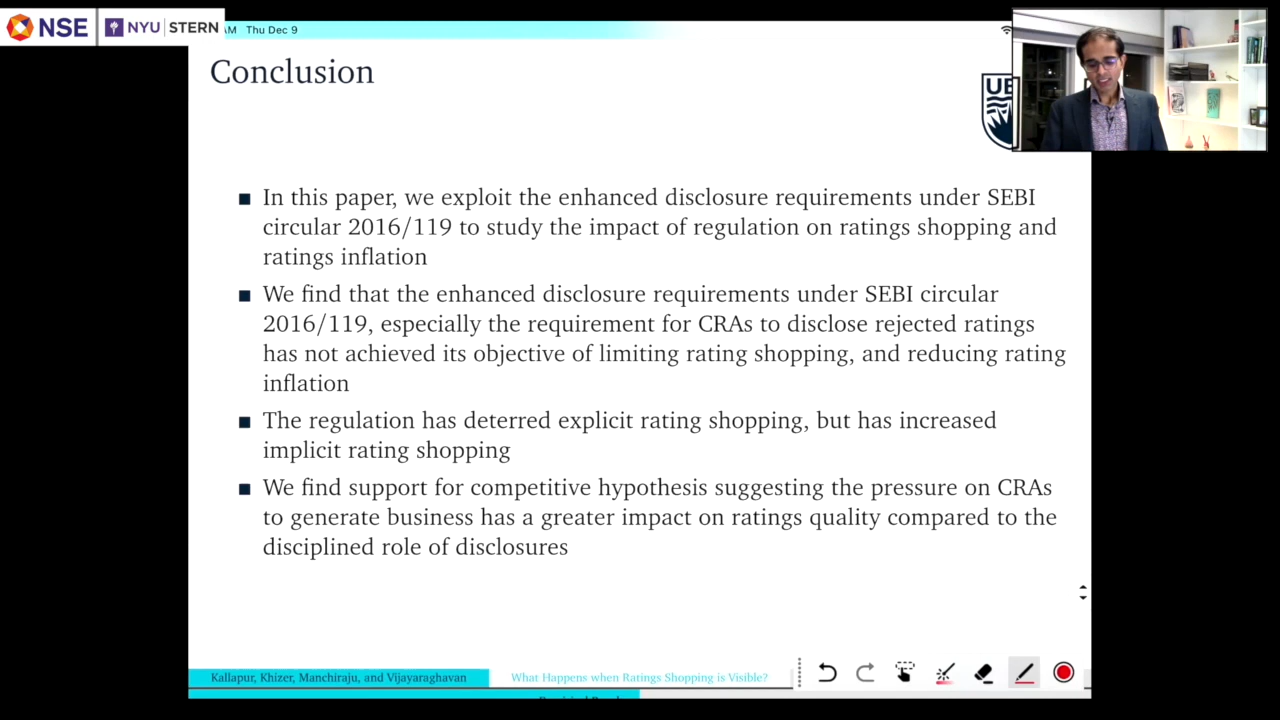 NSE
NYU STERN
AM Thu Dec 9
Conclusion
UB
In this paper, we exploit the enhanced disclosure requirements under SEBI
circular 2016/119 to study the impact of regulation on ratings shopping and
ratings inflation
We find that the enhanced disclosure requirements under SEBI circular
2016/119, especially the requirement for CRAs to disclose rejected ratings
has not achieved its objective of limiting rating shopping, and reducing rating
inflation
The regulation has deterred explicit rating shopping, but has increased
implicit rating shopping
We find support for competitive hypothesis suggesting the pressure on CRAs
to generate business has a greater impact on ratings quality compared to the
disciplined role of disclosures
Kallapur, Khizer, Manchiraju, and Vijayaraghavan
What Happens when Ratings Shopping is Visible?